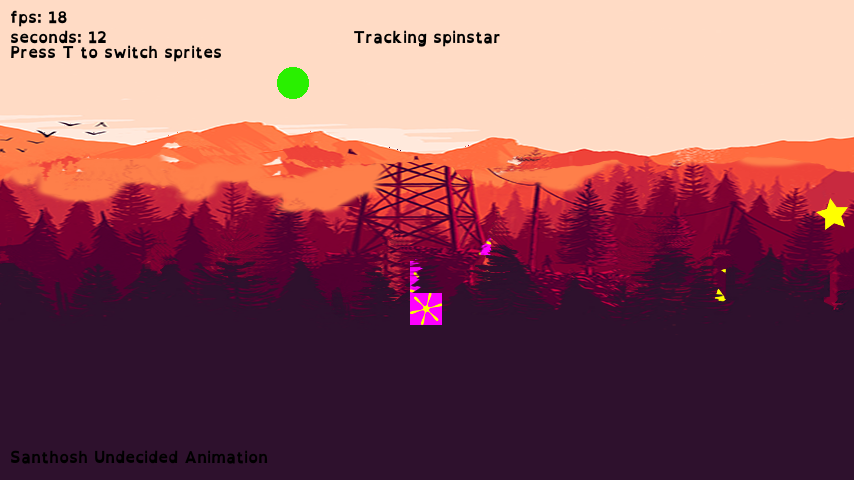 fps: 18
seconds: 12
Press T to switch sprites
Tracking spinstar
Santhosh Undecided Animation